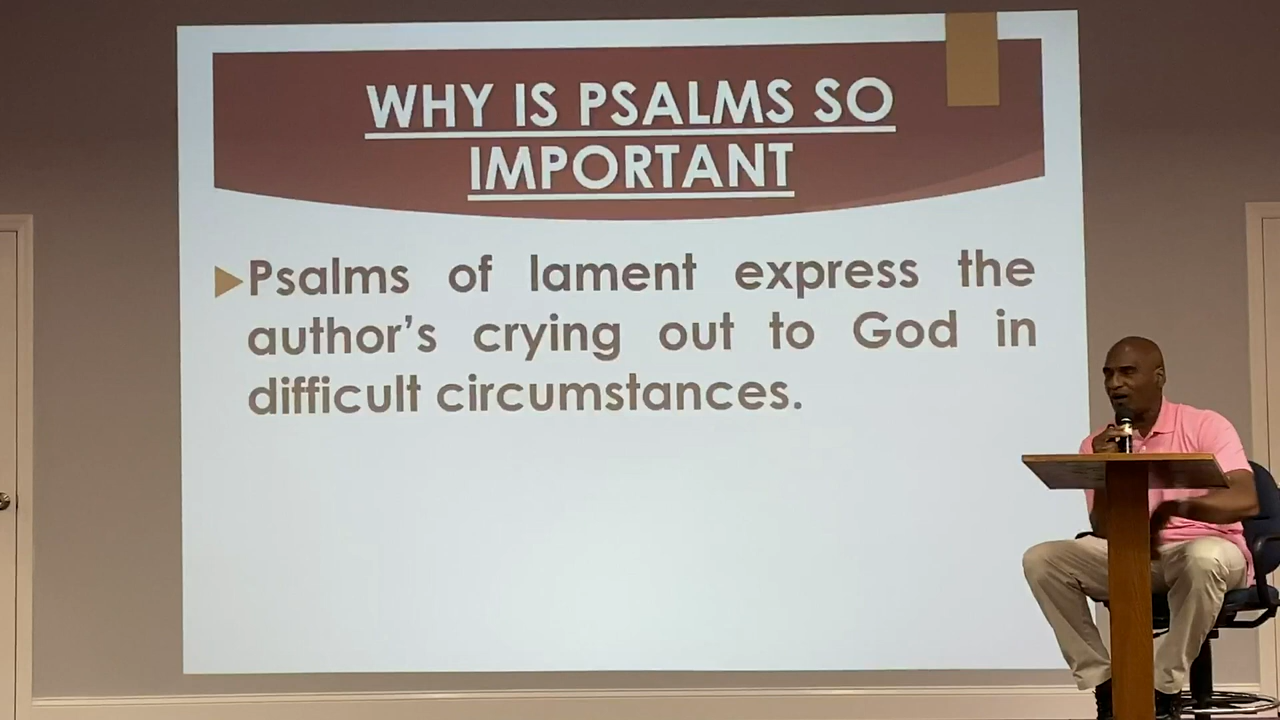 WHY IS PSALMS SO
IMPORTANT
Psalms of lament express the
author’s crying out to God in
difficult circumstances.